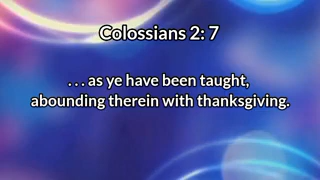 Colossians 2: 7
. . . as ye have been taught,
abounding therein with thanksgiving.